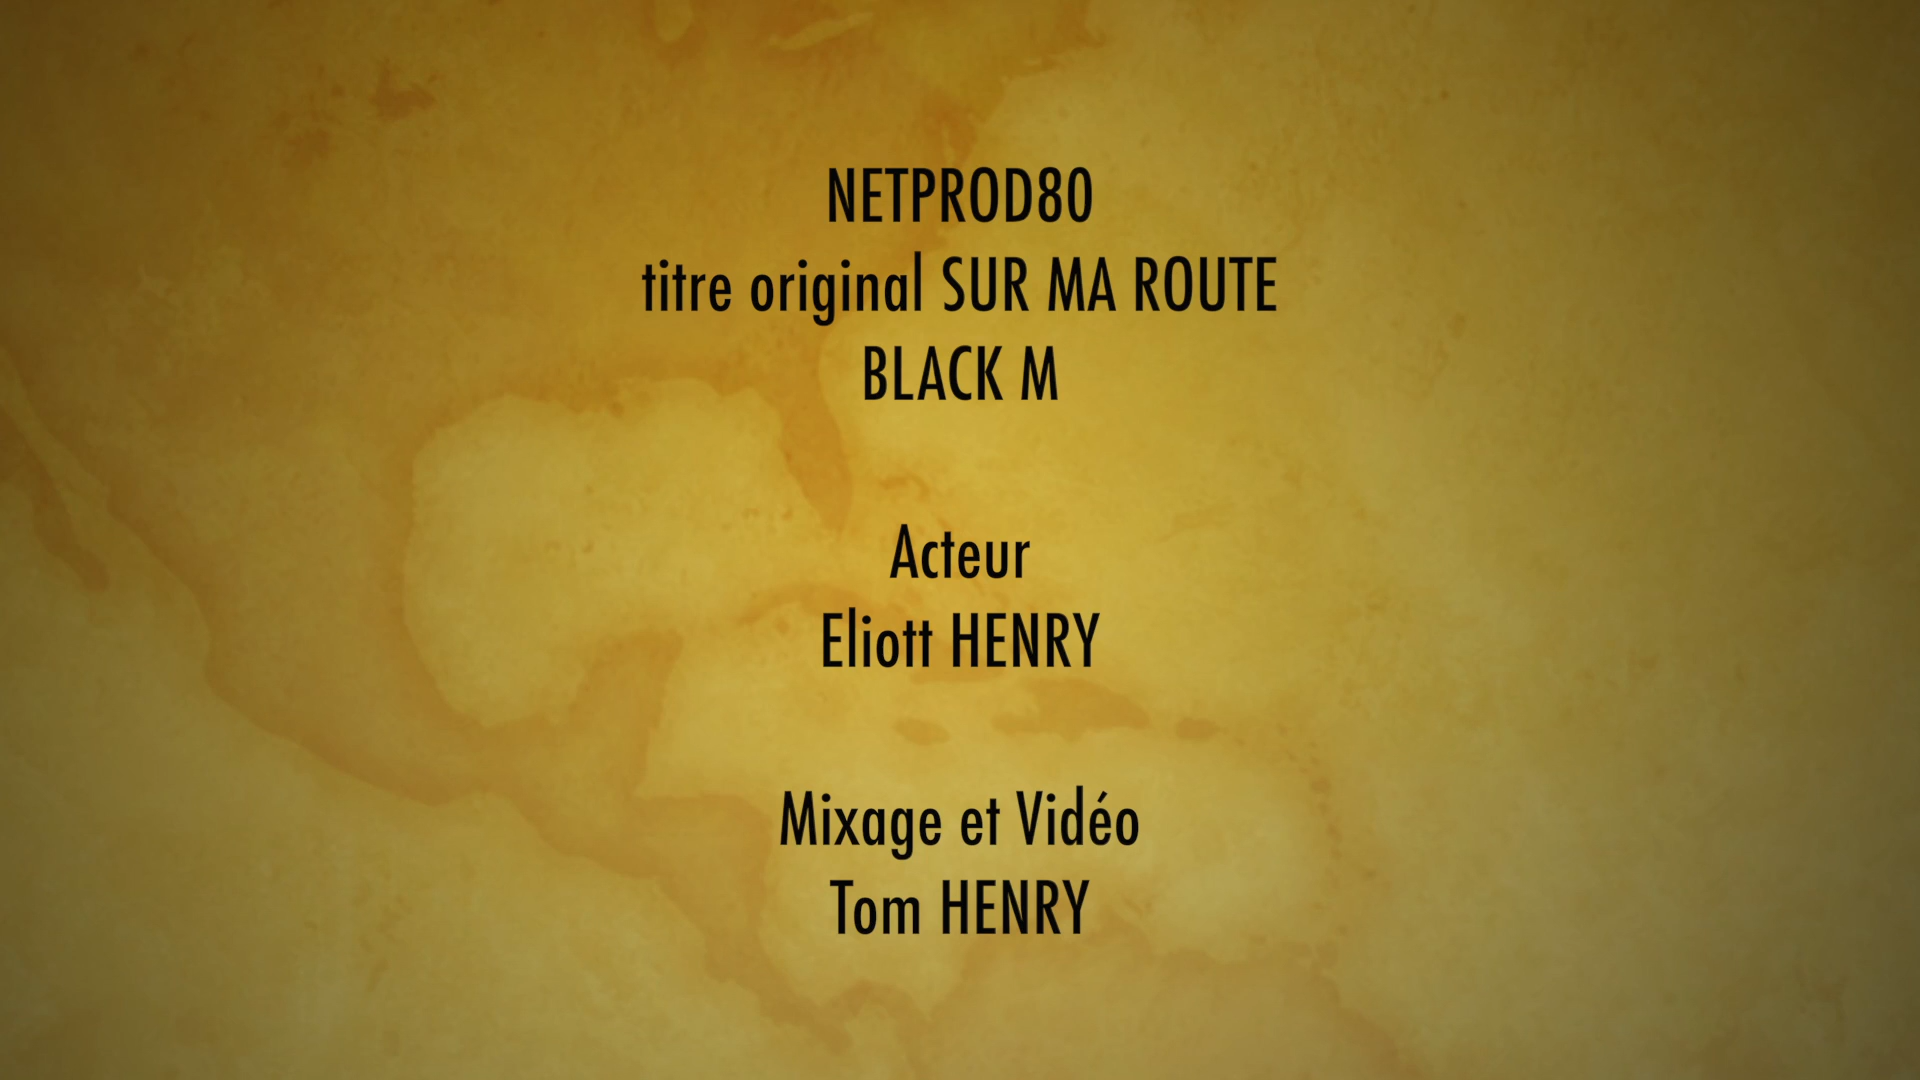 NETPROD80
titre original SUR MA ROUTE
BLACK M
Acteur
Eliott HENRY
Mixage et Vidéo
Tom HENRY